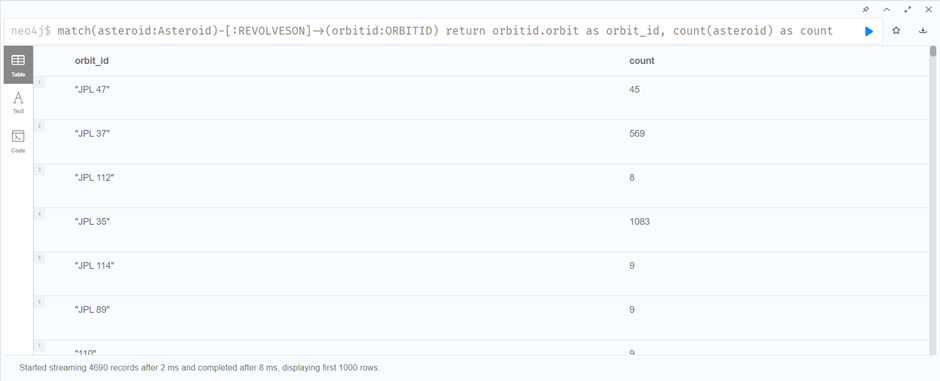 neo4j$ match(asteroid:Asteroid)-[:REVOLVESON]→(orbitid:ORBITID) return orbitid.orbit as orbit_id, count(asteroid) as count
Table
Text
Code
orbit_id count
1 "JPL 47" 45
2 "JPL 37" 569
3 "JPL 112" 8
4 "JPL 35" 1083
5 "JPL 114" 9
6 "JPL 89" 9
7 "110" 9
Started streaming 4690 records after 2 ms and completed after 8 ms, displaying first 1000 rows.